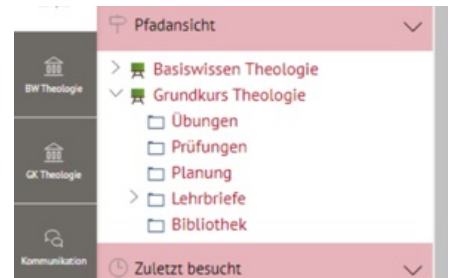 Pfadansicht
BW Theologie
Basiswissen Theologie
Grundkurs Theologie
Übungen
Prüfungen
GK Theologie
Planung
Lehrbriefe
Bibliothek
Kommunikation
Zuletzt besucht